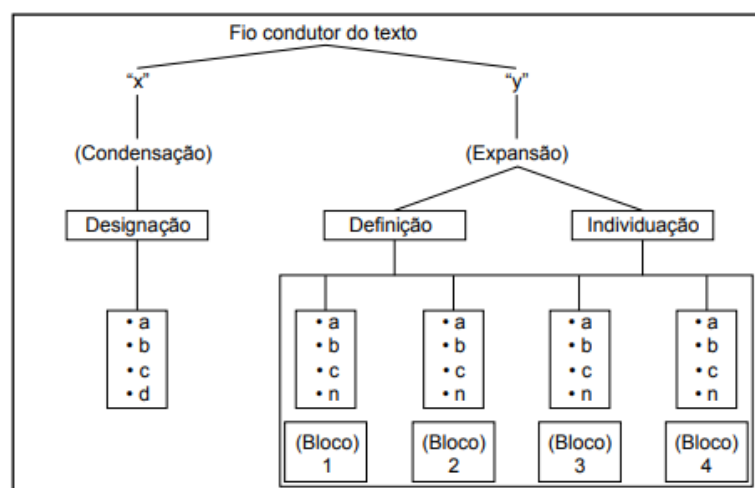 Fio condutor do texto
“x” “y”
(Condensação) (Expansão)
Designação Definição Individuação
• a • a • a • a • a
• b • b • b • b • b
• c • c • c • c • c
• d • n • n • n • n
(Bloco) (Bloco) (Bloco) (Bloco)
1 2 3 4